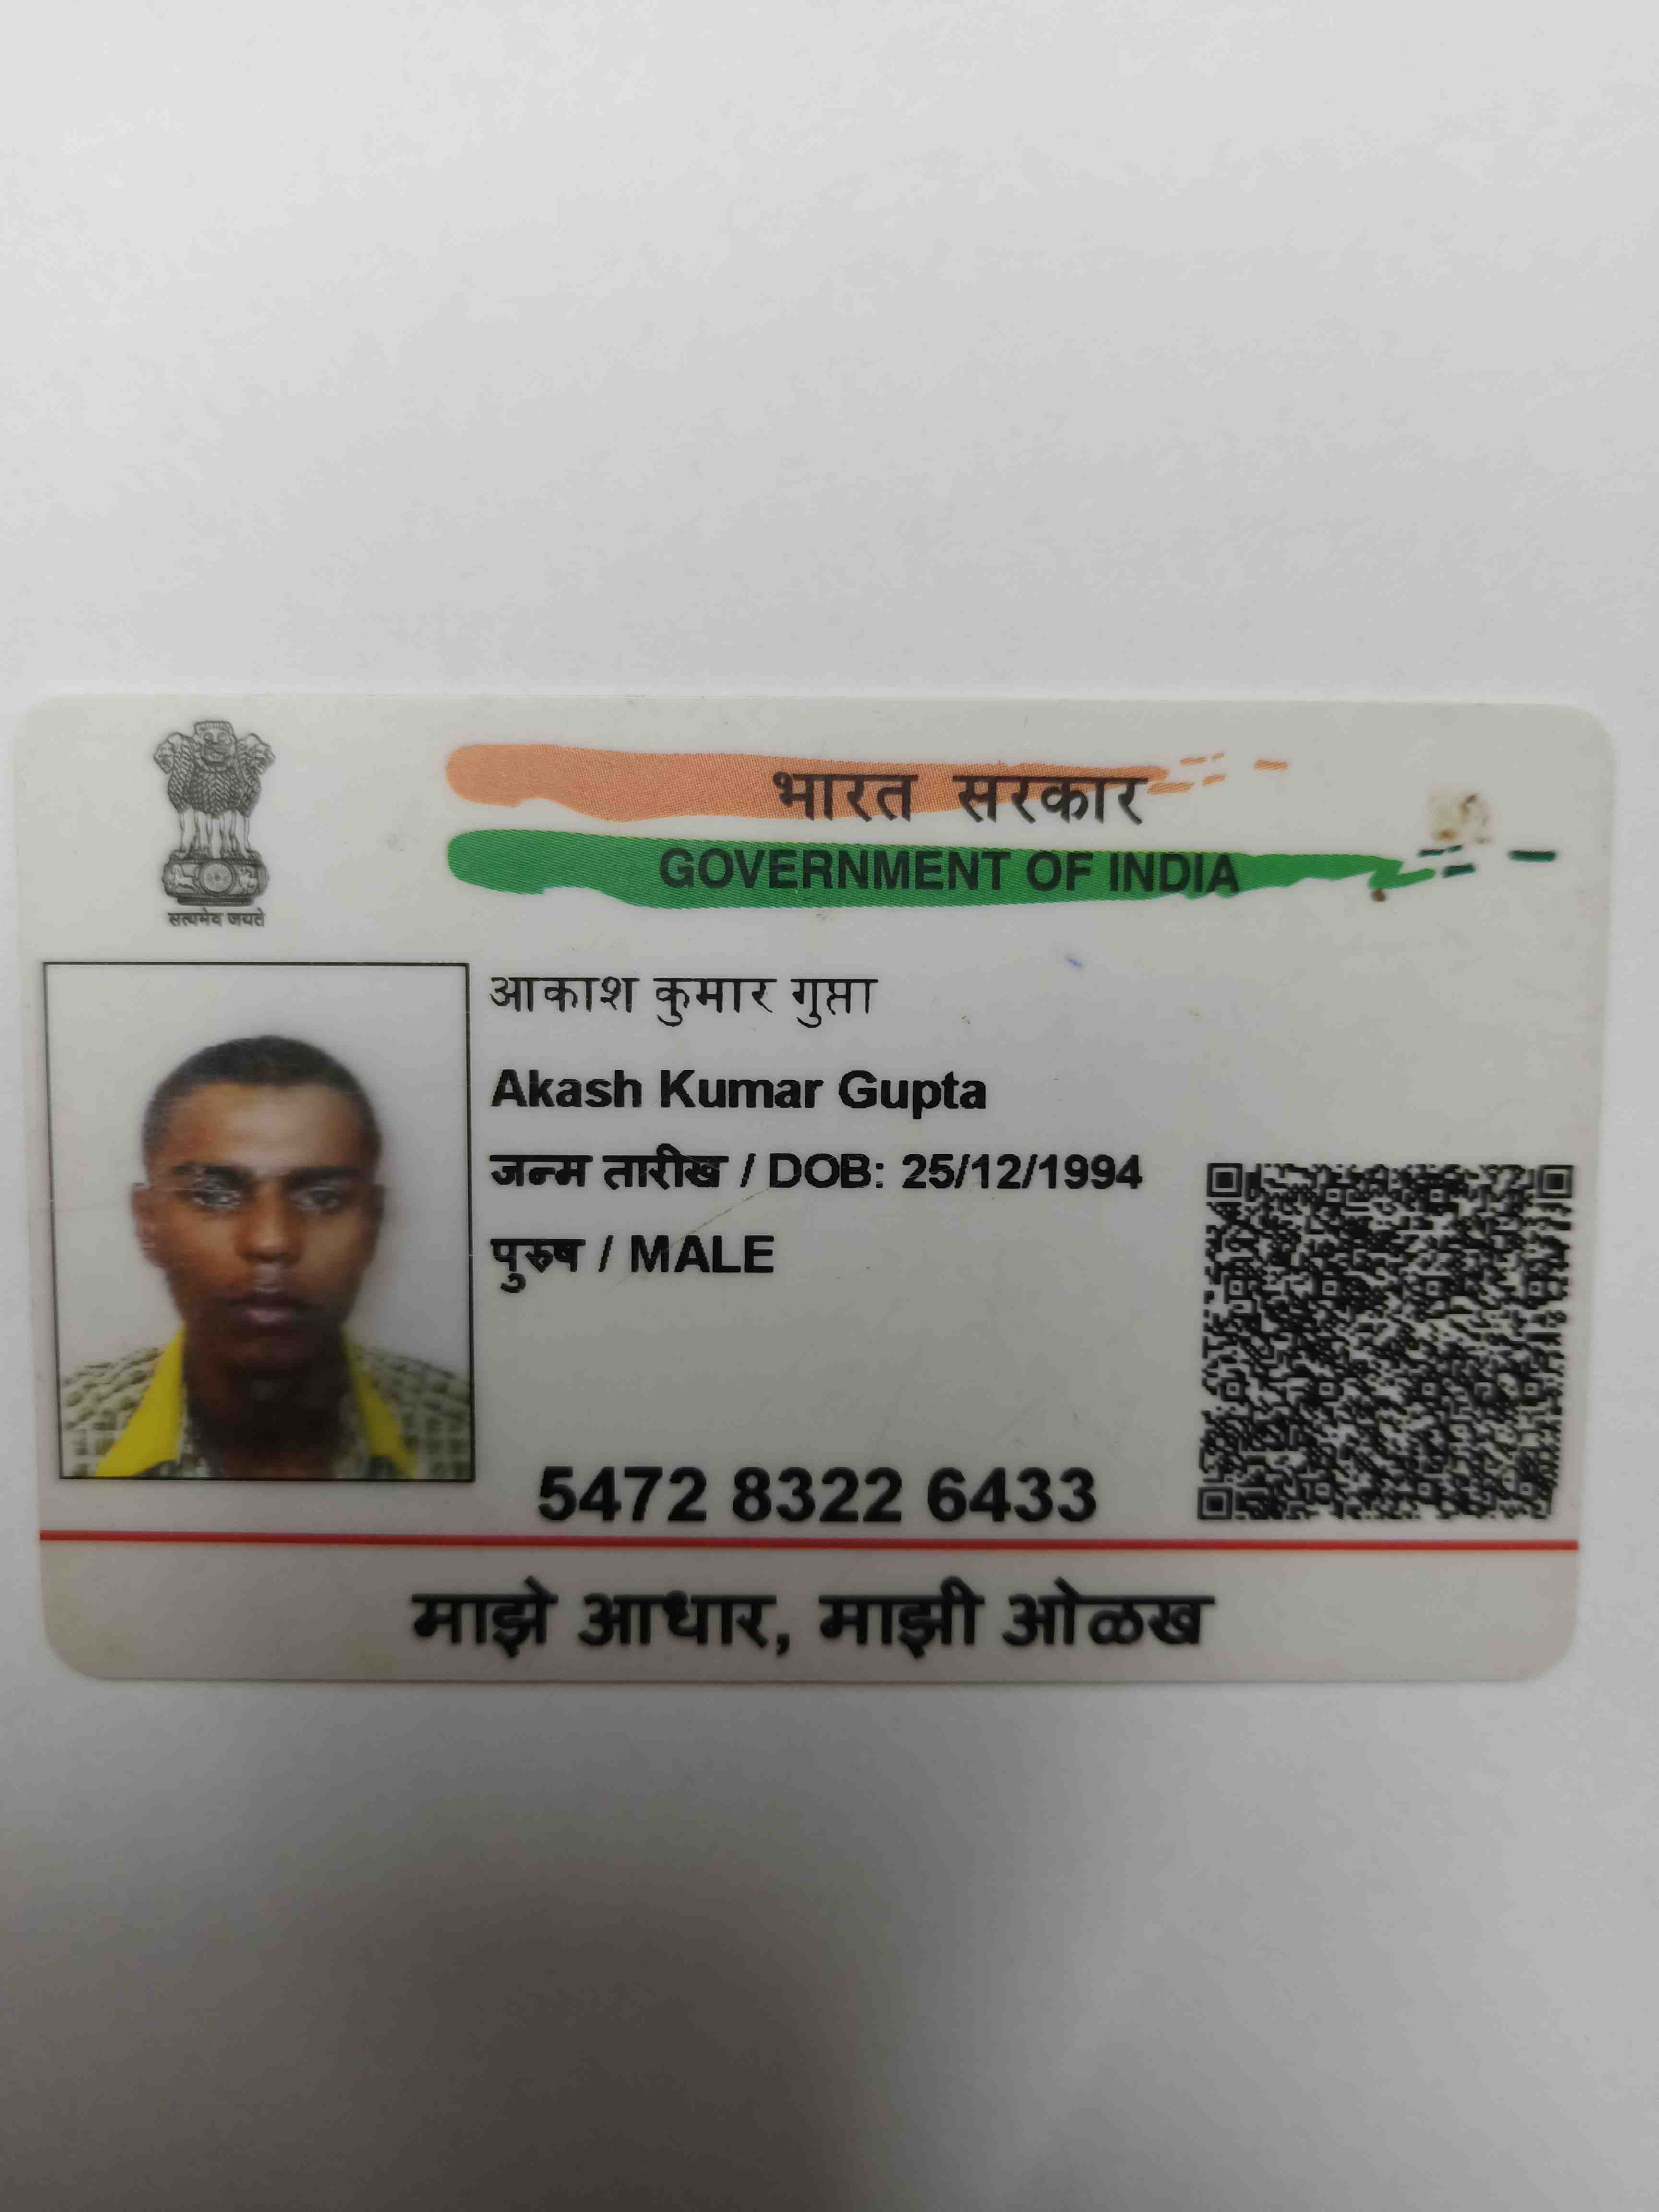 भारत सरकार
GOVERNMENT OF INDIA
सत्यमेव जयते
आकाश कुमार गुप्ता
Akash Kumar Gupta
जन्म तारीख / DOB: 25/12/1994
पुरुष / MALE
5472 8322 6433
माझे आधार, माझी ओळख